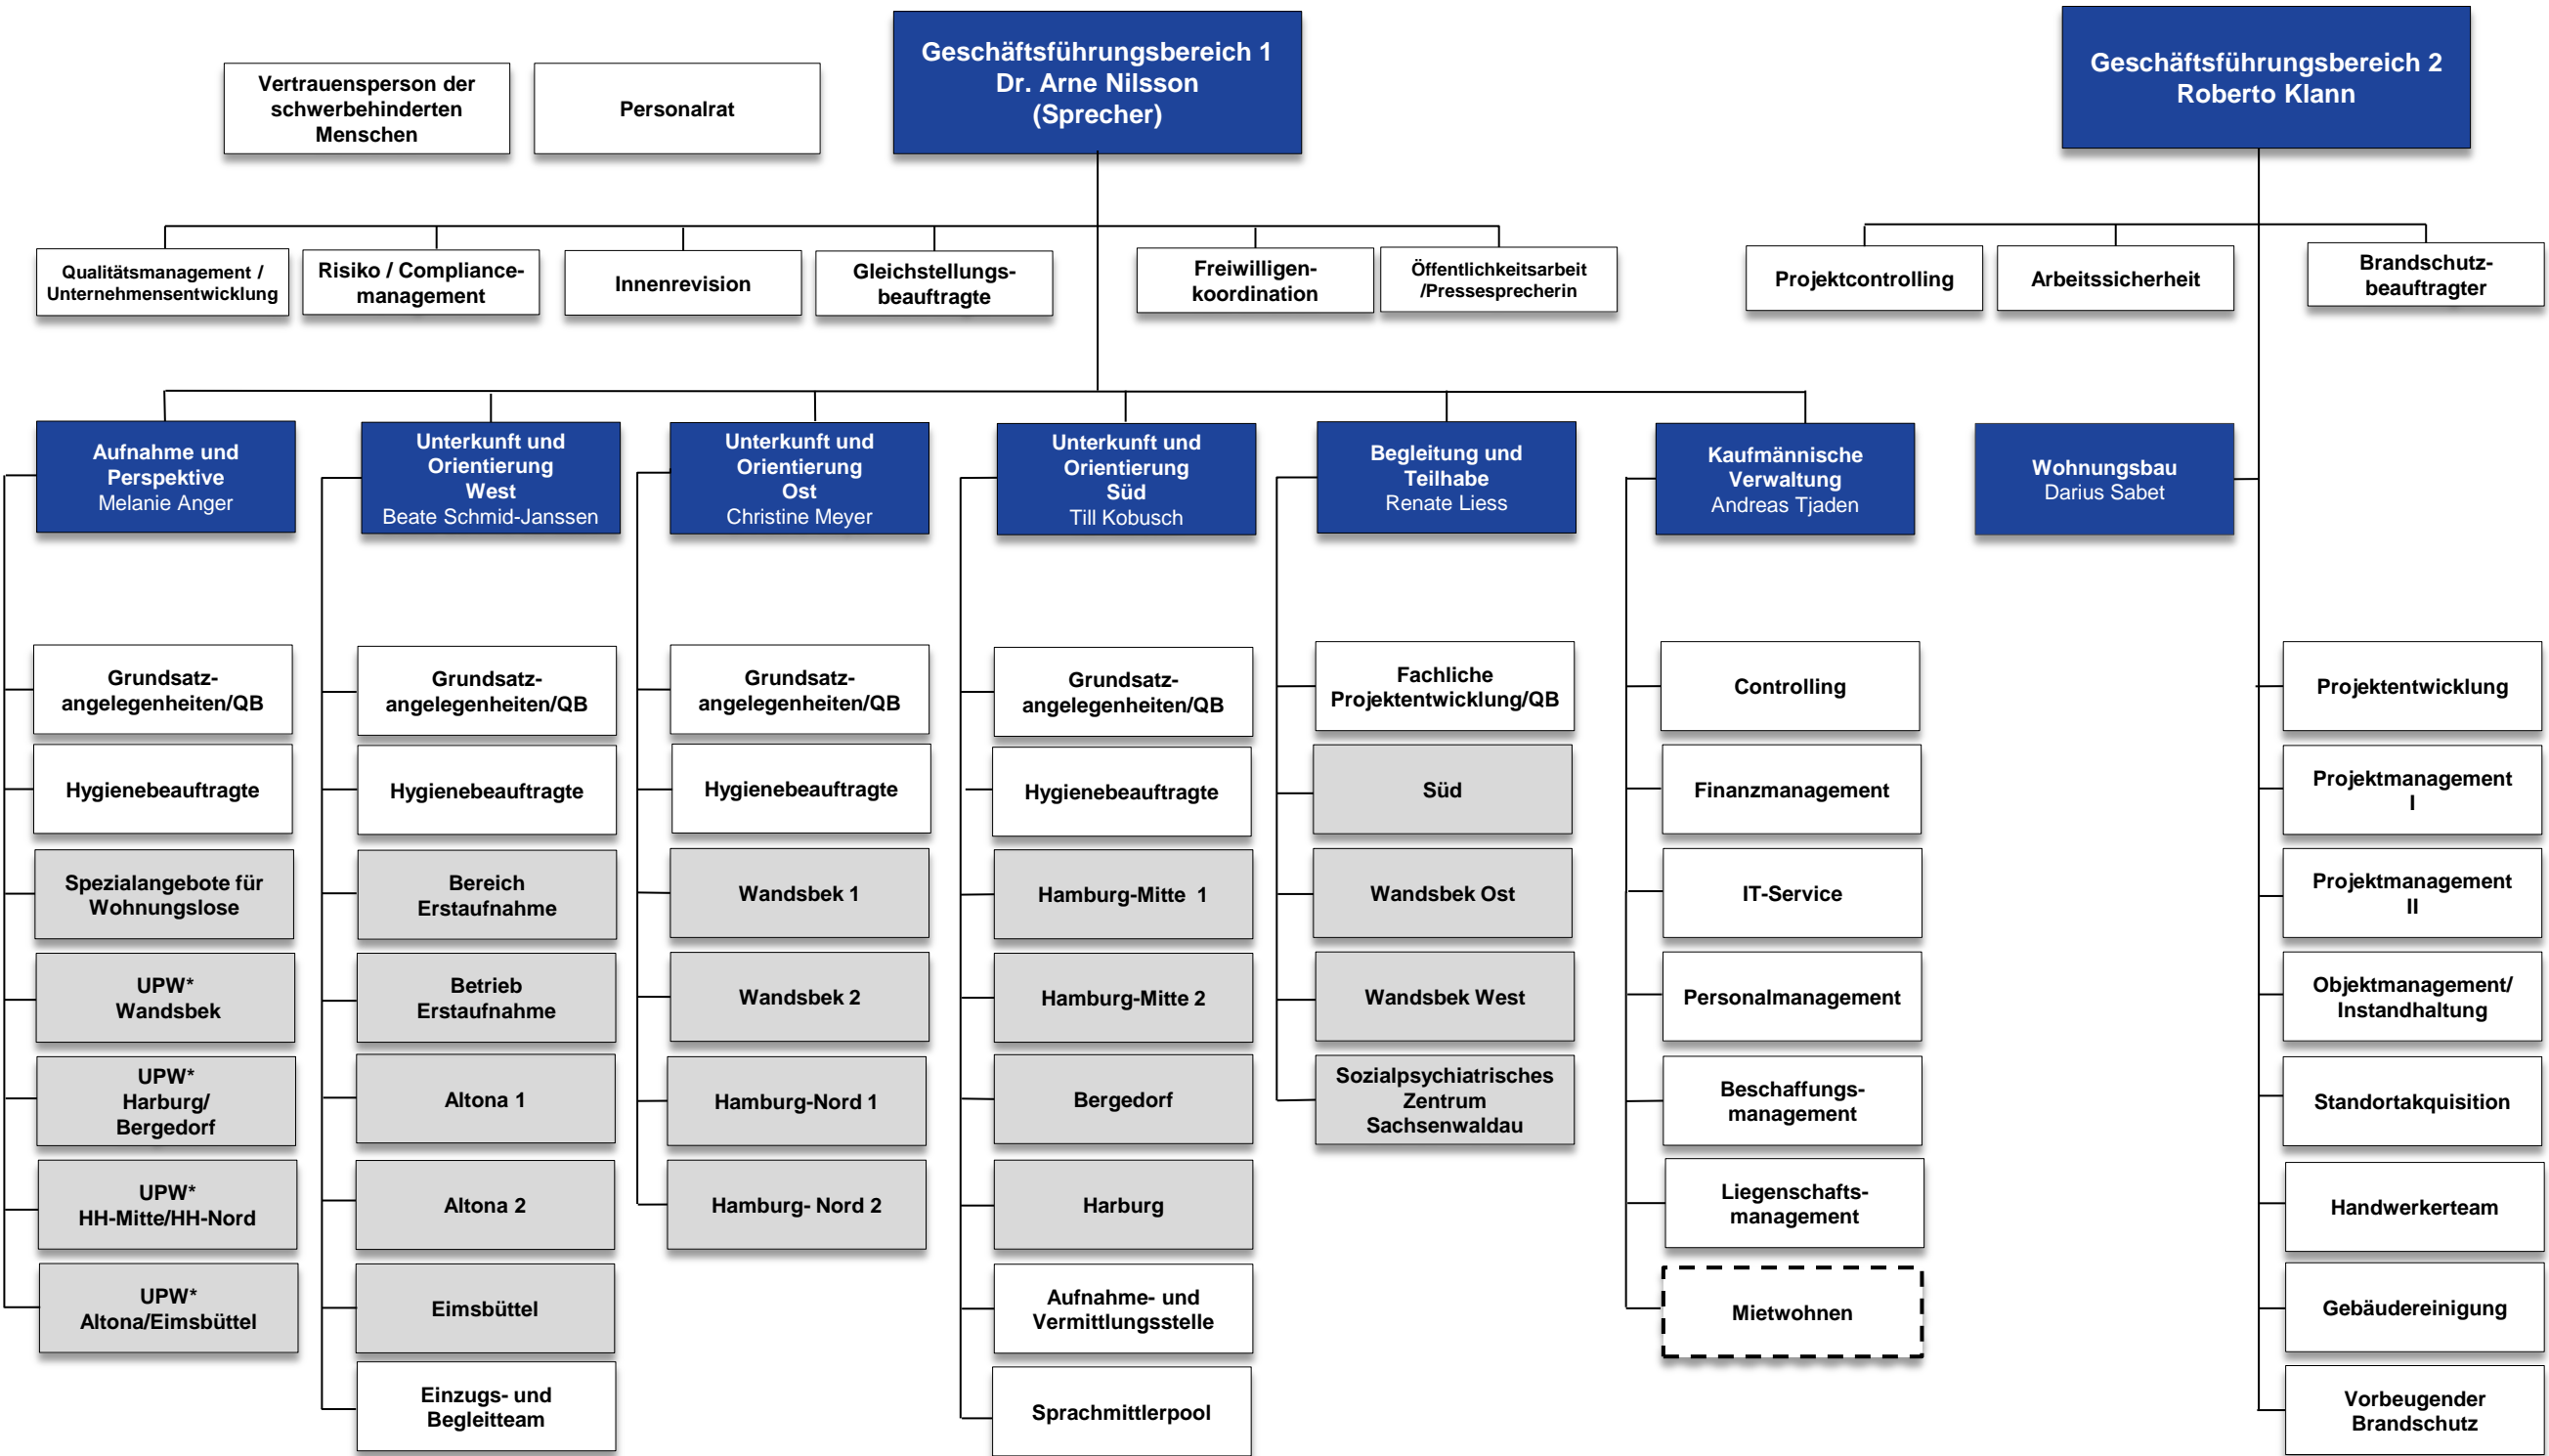 Geschäftsführungsbereich 1
Dr. Arne Nilsson
(Sprecher)
Geschäftsführungsbereich 2
Roberto Klann
Vertrauensperson der
schwerbehinderten
Menschen
Personalrat
Qualitätsmanagement /
Unternehmensentwicklung
Risiko / Compliance-
management
Innenrevision
Gleichstellungs-
beauftragte
Freiwilligen-
koordination
Öffentlichkeitsarbeit
/Pressesprecherin
Projektcontrolling
Arbeitssicherheit
Brandschutz-
beauftragter
Aufnahme und
Perspektive
Melanie Anger
Unterkunft und
Orientierung
West
Beate Schmid-Janssen
Unterkunft und
Orientierung
Ost
Christine Meyer
Unterkunft und
Orientierung
Süd
Till Kobusch
Begleitung und
Teilhabe
Renate Liess
Kaufmännische
Verwaltung
Andreas Tjaden
Wohnungsbau
Darius Sabet
Grundsatz-
angelegenheiten/QB
Hygienebeauftragte
Spezialangebote für
Wohnungslose
UPW*
Wandsbek
UPW*
Harburg/
Bergedorf
UPW*
HH-Mitte/HH-Nord
UPW*
Altona/Eimsbüttel
Grundsatz-
angelegenheiten/QB
Hygienebeauftragte
Bereich
Erstaufnahme
Betrieb
Erstaufnahme
Altona 1
Altona 2
Eimsbüttel
Einzugs- und
Begleitteam
Grundsatz-
angelegenheiten/QB
Hygienebeauftragte
Wandsbek 1
Wandsbek 2
Hamburg-Nord 1
Hamburg- Nord 2
Grundsatz-
angelegenheiten/QB
Hygienebeauftragte
Hamburg-Mitte 1
Hamburg-Mitte 2
Bergedorf
Harburg
Aufnahme- und
Vermittlungsstelle
Sprachmittlerpool
Fachliche
Projektentwicklung/QB
Süd
Wandsbek Ost
Wandsbek West
Sozialpsychiatrisches
Zentrum
Sachsenwaldau
Controlling
Finanzmanagement
IT-Service
Personalmanagement
Beschaffungs-
management
Liegenschafts-
management
Mietwohnen
Projektentwicklung
Projektmanagement
I
Projektmanagement
II
Objektmanagement/
Instandhaltung
Standortakquisition
Handwerkerteam
Gebäudereinigung
Vorbeugender
Brandschutz